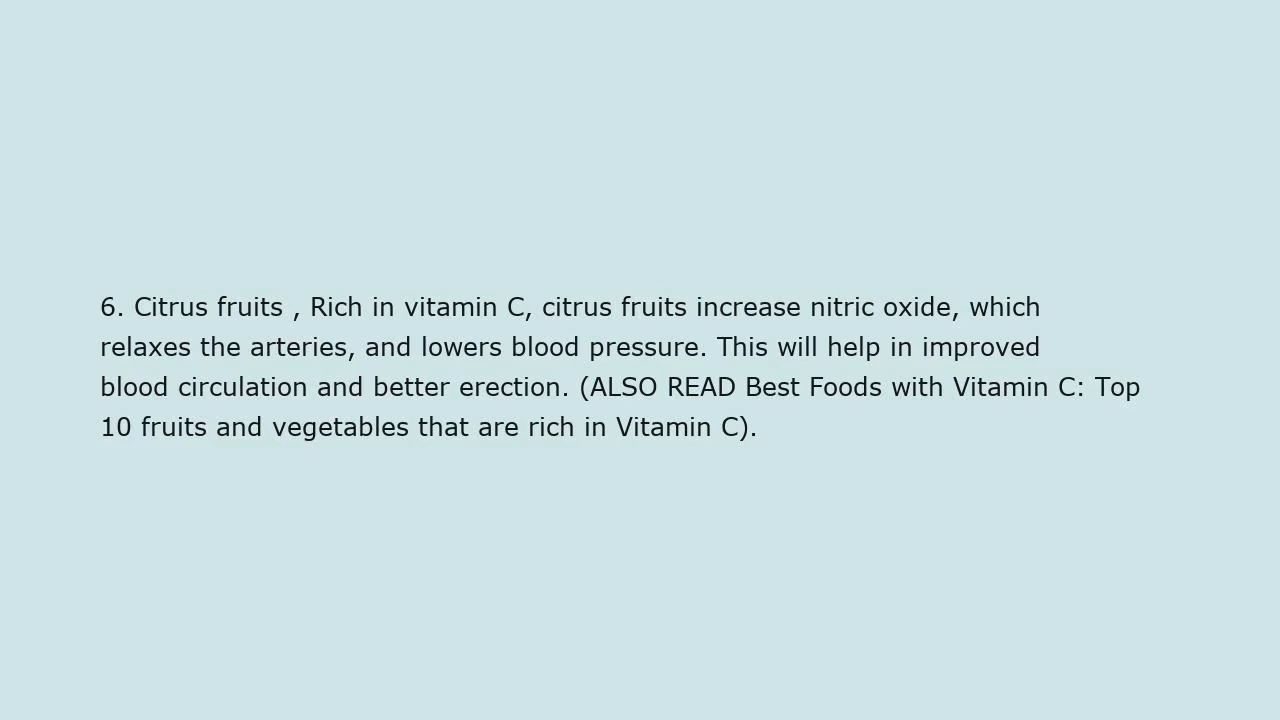 6. Citrus fruits , Rich in vitamin C, citrus fruits increase nitric oxide, which
relaxes the arteries, and lowers blood pressure. This will help in improved
blood circulation and better erection. (ALSO READ Best Foods with Vitamin C: Top
10 fruits and vegetables that are rich in Vitamin C).